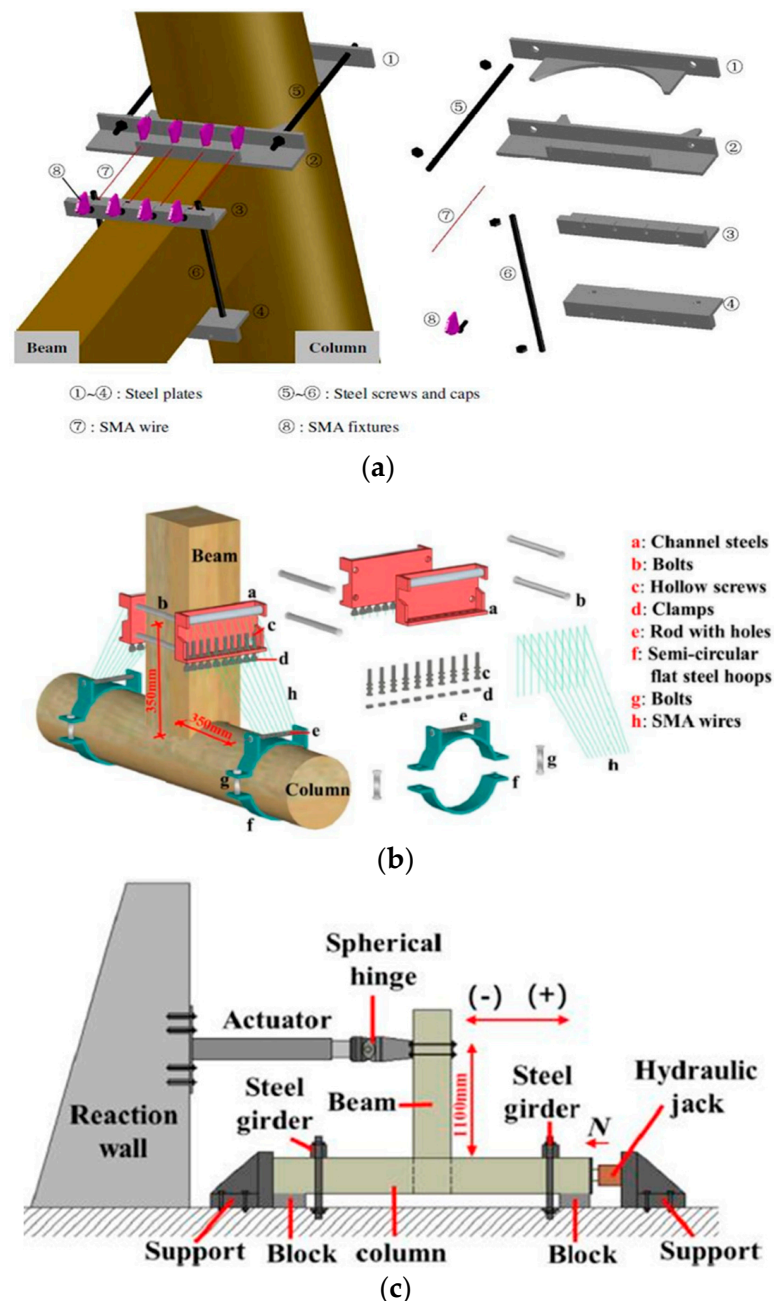 ①
⑤
②
⑧
⑦
③
⑥
④
Beam
Column
①
⑤
②
⑦
③
⑥
⑧
④
①~④ : Steel plates
⑤~⑥ : Steel screws and caps
⑦ : SMA wire
⑧ : SMA fixtures
(a)
Beam
a
b
c
d
h
350mm
350mm
e
g
Column
f
a
b
c
d
e
g
f
h
a: Channel steels
b: Bolts
c: Hollow screws
d: Clamps
e: Rod with holes
f: Semi-circular
flat steel hoops
g: Bolts
h: SMA wires
(b)
Spherical
hinge
(-) (+)
Actuator
Steel
girder
Beam
1100mm
Steel
girder
Hydraulic
jack
N
Reaction
wall
Support
Block
column
Block
Support
(c)